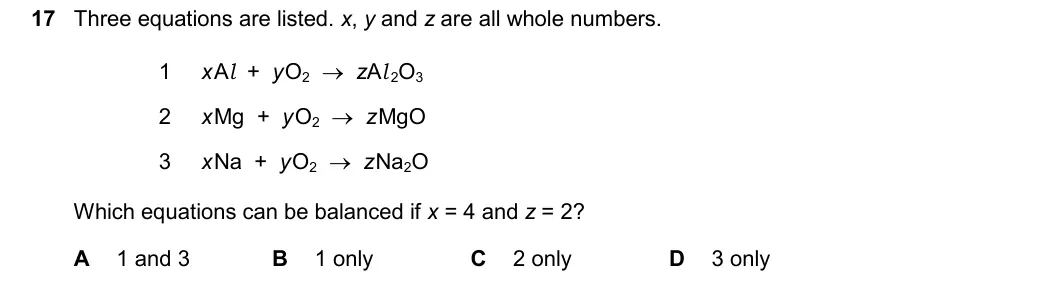 17 Three equations are listed. x, y and z are all whole numbers.
1 xAl + yO₂ → zAl₂O₃
2 xMg + yO₂ → zMgO
3 xNa + yO₂ → zNa₂O
Which equations can be balanced if x = 4 and z = 2?
A 1 and 3 B 1 only C 2 only D 3 only